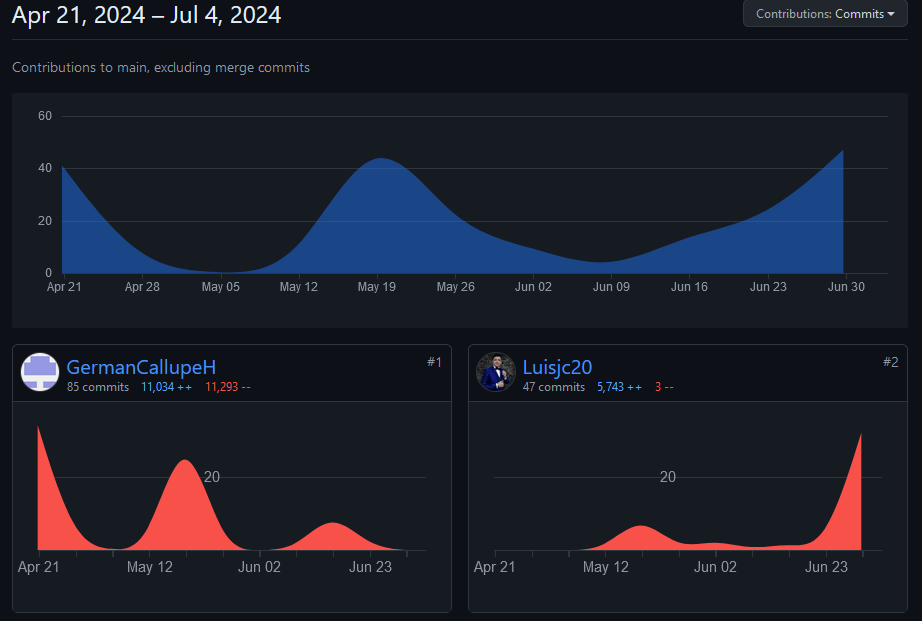 Apr 21, 2024 – Jul 4, 2024
Contributions: Commits
Contributions to main, excluding merge commits
60
40
20
0
Apr 21 Apr 28 May 05 May 12 May 19 May 26 Jun 02 Jun 09 Jun 16 Jun 23 Jun 30
GermanCallupeH #1
85 commits 11,034 ++ 11,293 --
20
Apr 21 May 12 Jun 02 Jun 23
Luisjc20 #2
47 commits 5,743 ++ 3 --
20
Apr 21 May 12 Jun 02 Jun 23